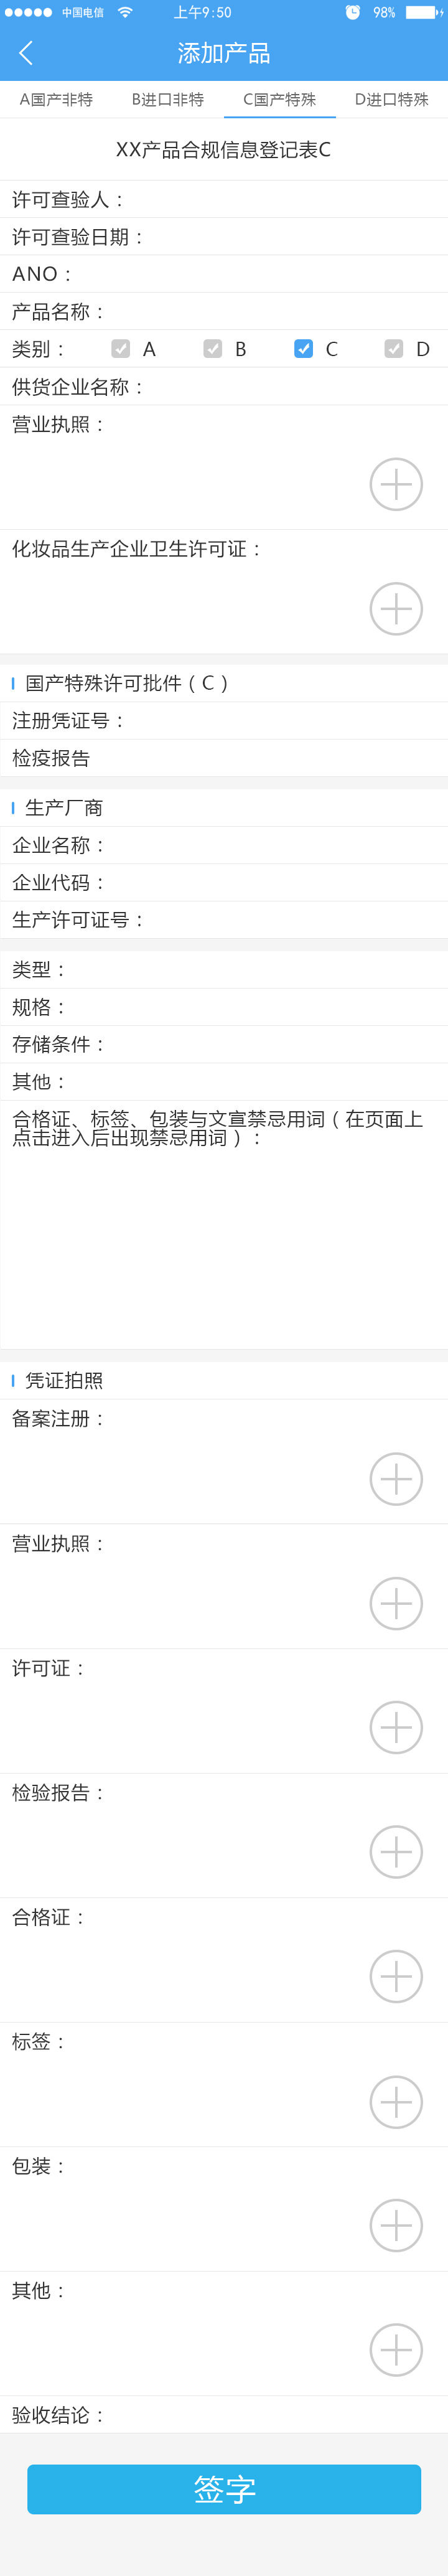 中国电信 上午9:50 98%
添加产品
A国产非特 B进口非特 C国产特殊 D进口特殊
XX产品合规信息登记表C
许可查验人：
许可查验日期：
ANO：
产品名称：
类别： A B C D
供货企业名称：
营业执照：
化妆品生产企业卫生许可证：
国产特殊许可批件（C）
注册凭证号：
检疫报告
生产厂商
企业名称：
企业代码：
生产许可证号：
类型：
规格：
存储条件：
其他：
合格证、标签、包装与文宣禁忌用词（在页面上
点击进入后出现禁忌用词）：
凭证拍照
备案注册：
营业执照：
许可证：
检验报告：
合格证：
标签：
包装：
其他：
验收结论：
签字